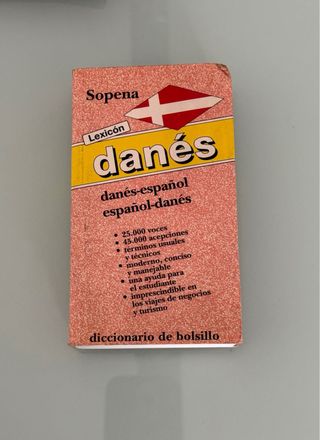 Sopena
Lexicón
danés
danés-español
español-danés
• 25.000 voces
• 45.000 acepciones
• términos usuales
y técnicos
• moderno, conciso
y manejable
• una ayuda para
el estudiante
• imprescindible en
los viajes de negocios
y turismo
diccionario de bolsillo